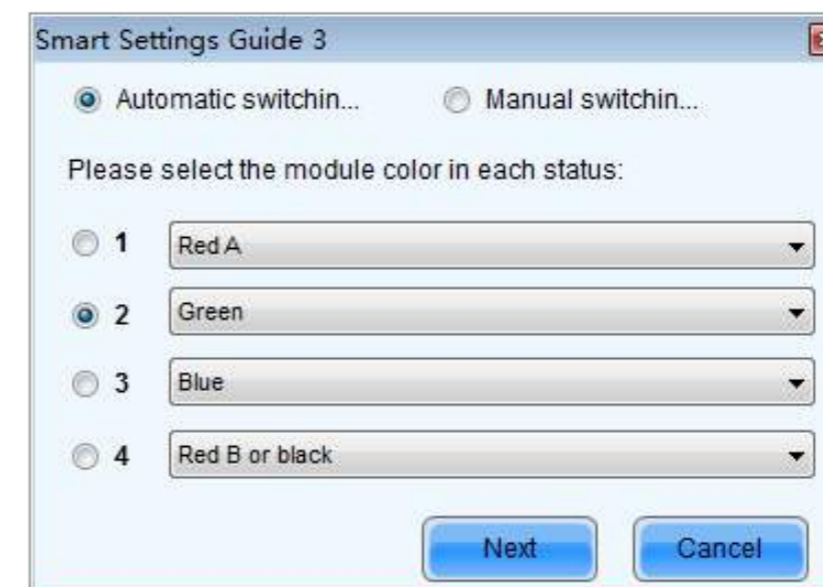 Smart Settings Guide 3
Automatic switchin... Manual switchin...
Please select the module color in each status:
1 Red A
2 Green
3 Blue
4 Red B or black
Next Cancel